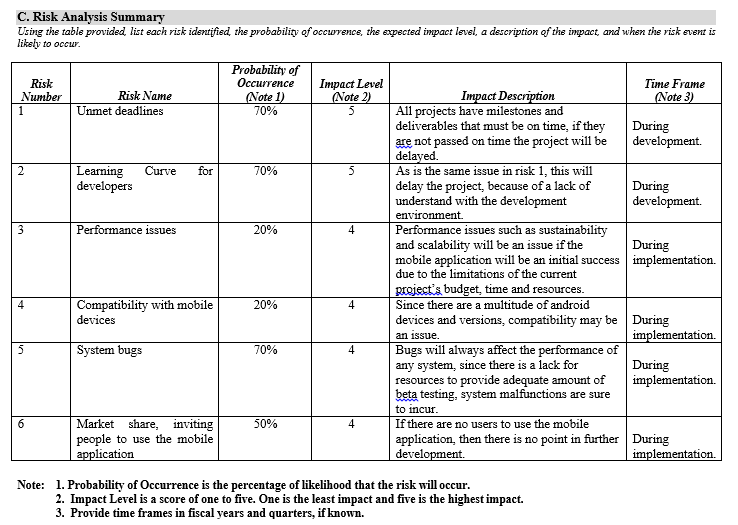 C. Risk Analysis Summary
Using the table provided, list each risk identified, the probability of occurrence, the expected impact level, a description of the impact, and when the risk event is
likely to occur.
Risk
Number
Risk Name
Probability of
Occurrence
(Note 1)
Impact Level
(Note 2)
Impact Description
Time Frame
(Note 3)
1
Unmet deadlines
70%
5
All projects have milestones and
deliverables that must be on time, if they
are not passed on time the project will be
delayed.
During
development.
2
Learning Curve for
developers
70%
5
As is the same issue in risk 1, this will
delay the project, because of a lack of
understand with the development
environment.
During
development.
3
Performance issues
20%
4
Performance issues such as sustainability
and scalability will be an issue if the
mobile application will be an initial success
due to the limitations of the current
project's budget, time and resources.
During
implementation.
4
Compatibility with mobile
devices
20%
4
Since there are a multitude of android
devices and versions, compatibility may be
an issue.
During
implementation.
5
System bugs
70%
4
Bugs will always affect the performance of
any system, since there is a lack for
resources to provide adequate amount of
beta testing, system malfunctions are sure
to incur.
During
implementation.
6
Market share, inviting
people to use the mobile
application
50%
4
If there are no users to use the mobile
application, then there is no point in further
development.
During
implementation.
Note: 1. Probability of Occurrence is the percentage of likelihood that the risk will occur.
2. Impact Level is a score of one to five. One is the least impact and five is the highest impact.
3. Provide time frames in fiscal years and quarters, if known.